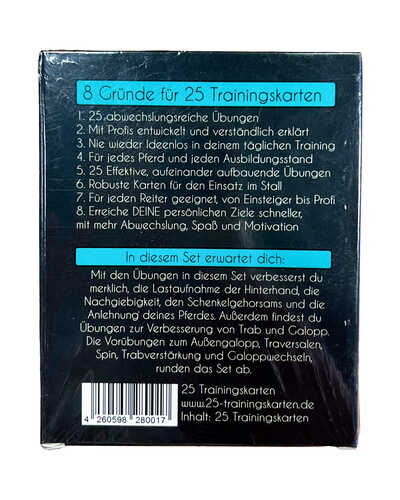 8 Gründe für 25 Trainingskarten
1. 25 abwechslungsreiche Übungen
2. Mit Profis entwickelt und verständlich erklärt
3. Nie wieder Ideenlos in deinem täglichen Training
4. Für jedes Pferd und jeden Ausbildungsstand
5. 25 Effektive, aufeinander aufbauende Übungen
6. Robuste Karten für den Einsatz im Stall
7. Für jeden Reiter geeignet, von Einsteiger bis Profi
8. Erreiche DEINE persönlichen Ziele schneller,
mit mehr Abwechslung, Spaß und Motivation
In diesem Set erwartet dich:
Mit den Übungen in diesem Set verbesserst du
merklich, die Lastaufnahme der Hinterhand, die
Nachgiebigkeit, den Schenkelgehorsams und die
Anlehnung deines Pferdes. Außerdem findest du
Übungen zur Verbesserung von Trab und Galopp.
Die Vorübungen zum Außengalopp, Traversalen,
Spin, Trabverstärkung und Galoppwechseln,
runden das Set ab.
25 Trainingskarten
www.25-trainingskarten.de
Inhalt: 25 Trainingskarten
4 260598 280017